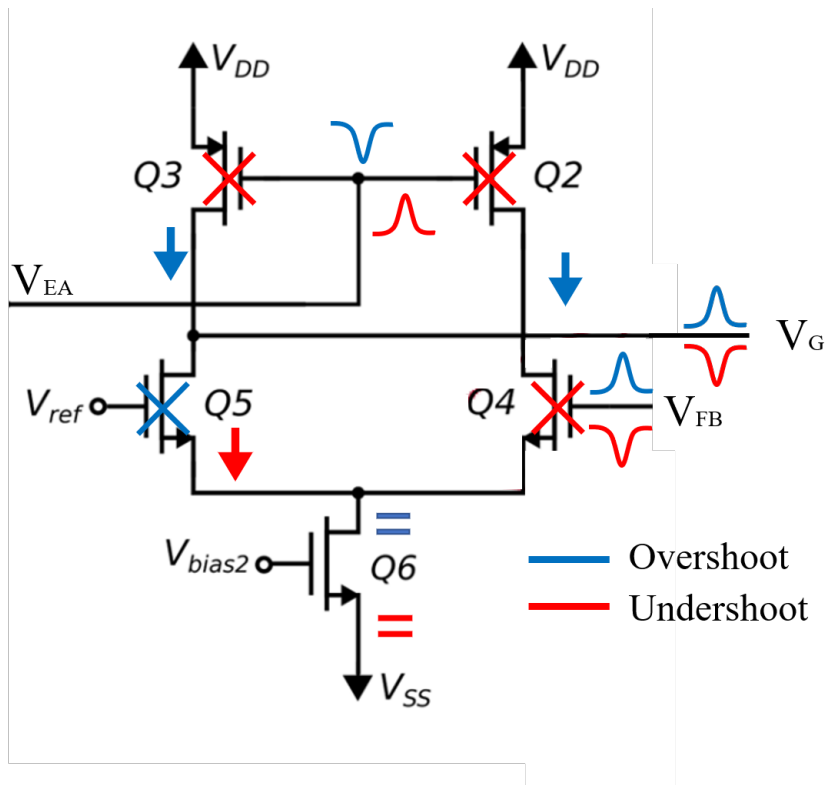 VDD VDD
Q3 Q2
VEA
VG
Vref Q5 Q4 VFB
Vbias2 Q6
Overshoot
Undershoot
VSS